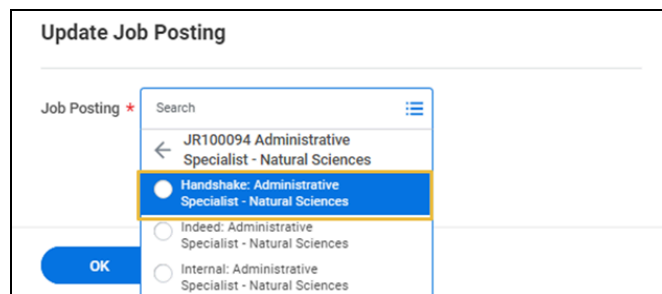 Update Job Posting
Job Posting *
Search
JR100094 Administrative
Specialist - Natural Sciences
Handshake: Administrative
Specialist - Natural Sciences
Indeed: Administrative
Specialist - Natural Sciences
Internal: Administrative
Specialist - Natural Sciences
OK